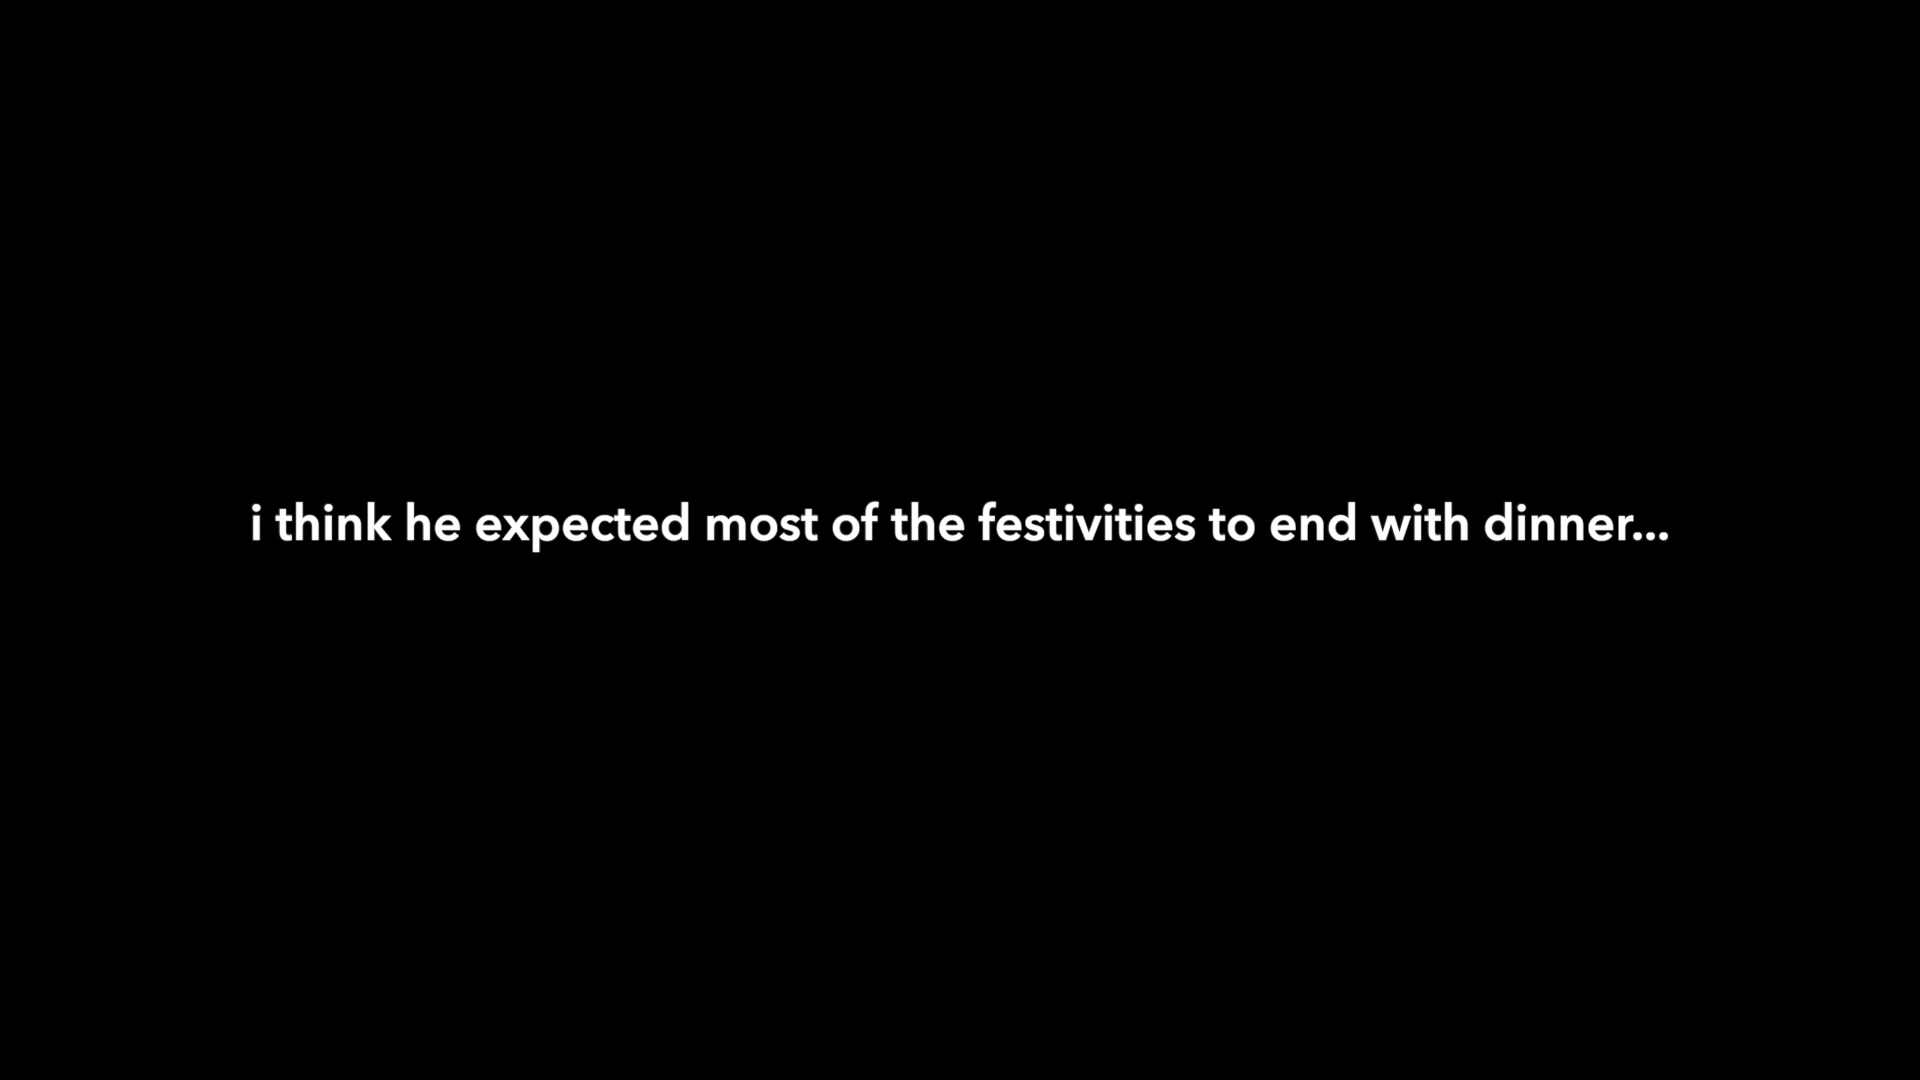 i think he expected most of the festivities to end with dinner...